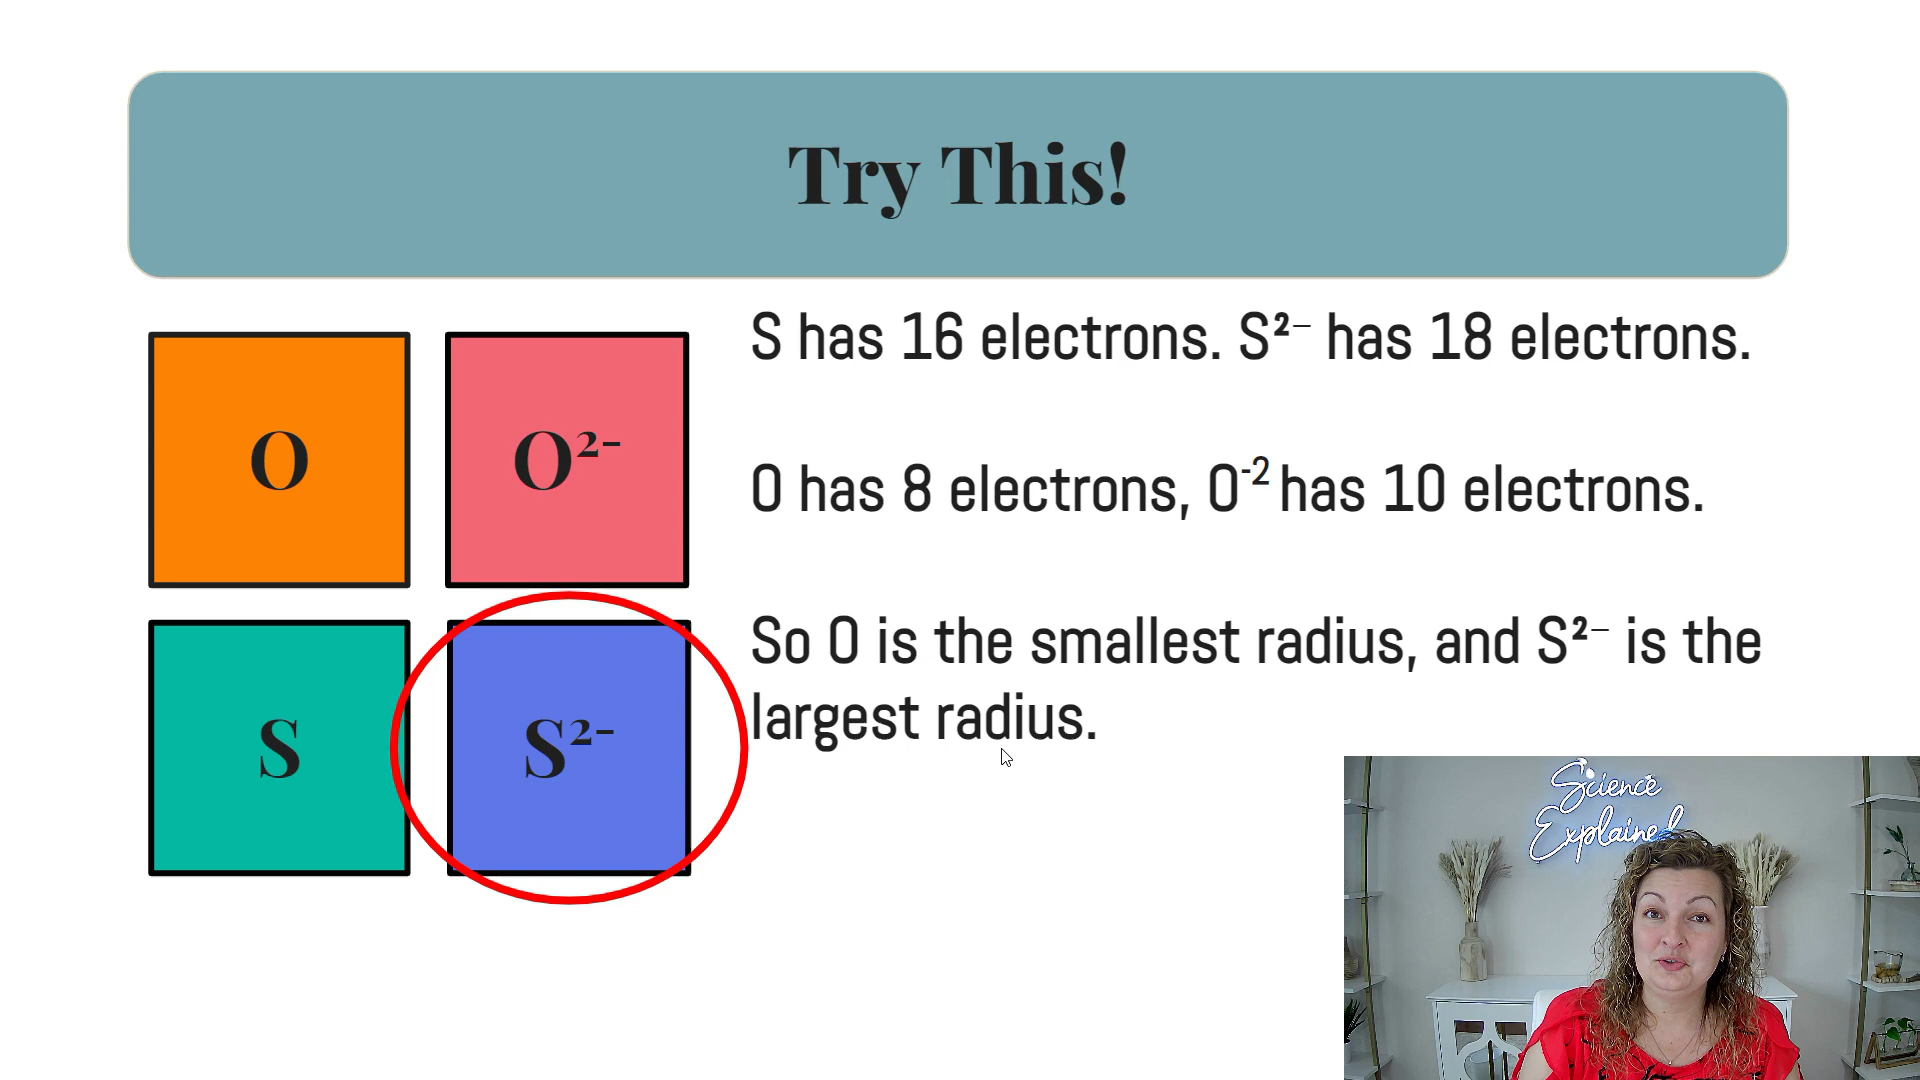 Try This!
O
O²⁻
S
S²⁻
S has 16 electrons. S²⁻ has 18 electrons.
O has 8 electrons, O⁻² has 10 electrons.
So O is the smallest radius, and S²⁻ is the
largest radius.
Science
Explained